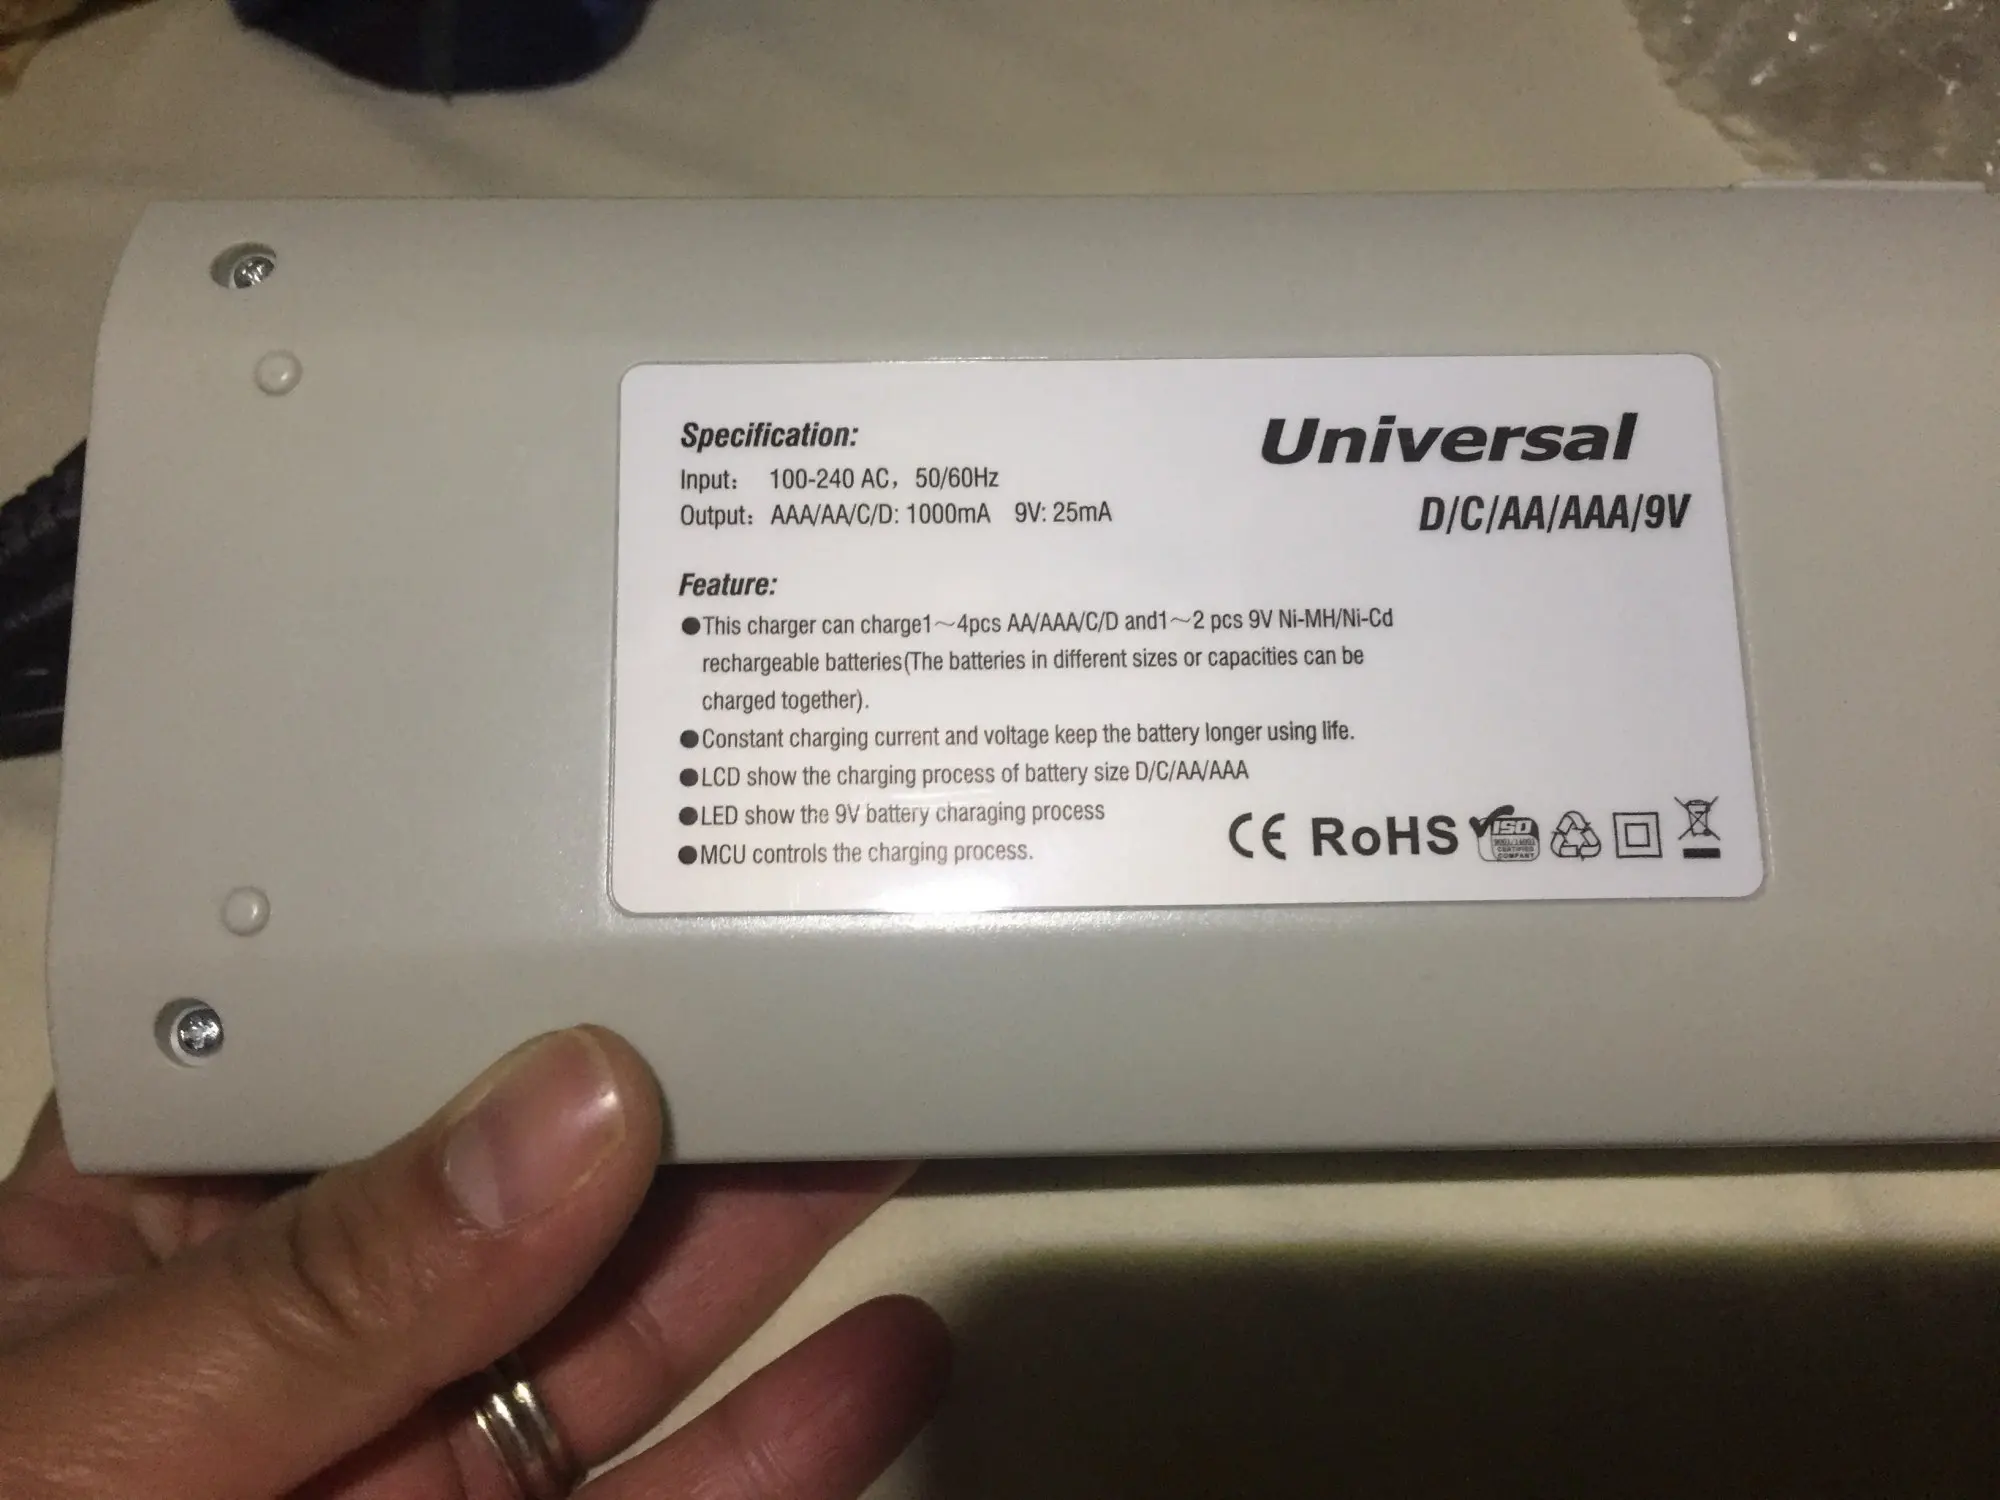 Specification:
Input: 100-240 AC, 50/60Hz
Output: AAA/AA/C/D: 1000mA 9V: 25mA
Universal
D/C/AA/AAA/9V
Feature:
●This charger can charge1~4pcs AA/AAA/C/D and1~2 pcs 9V Ni-MH/Ni-Cd
rechargeable batteries(The batteries in different sizes or capacities can be
charged together).
●Constant charging current and voltage keep the battery longer using life.
●LCD show the charging process of battery size D/C/AA/AAA
●LED show the 9V battery charaging process
●MCU controls the charging process.
CE RoHS ISO
CERTIFIED
COMPANY